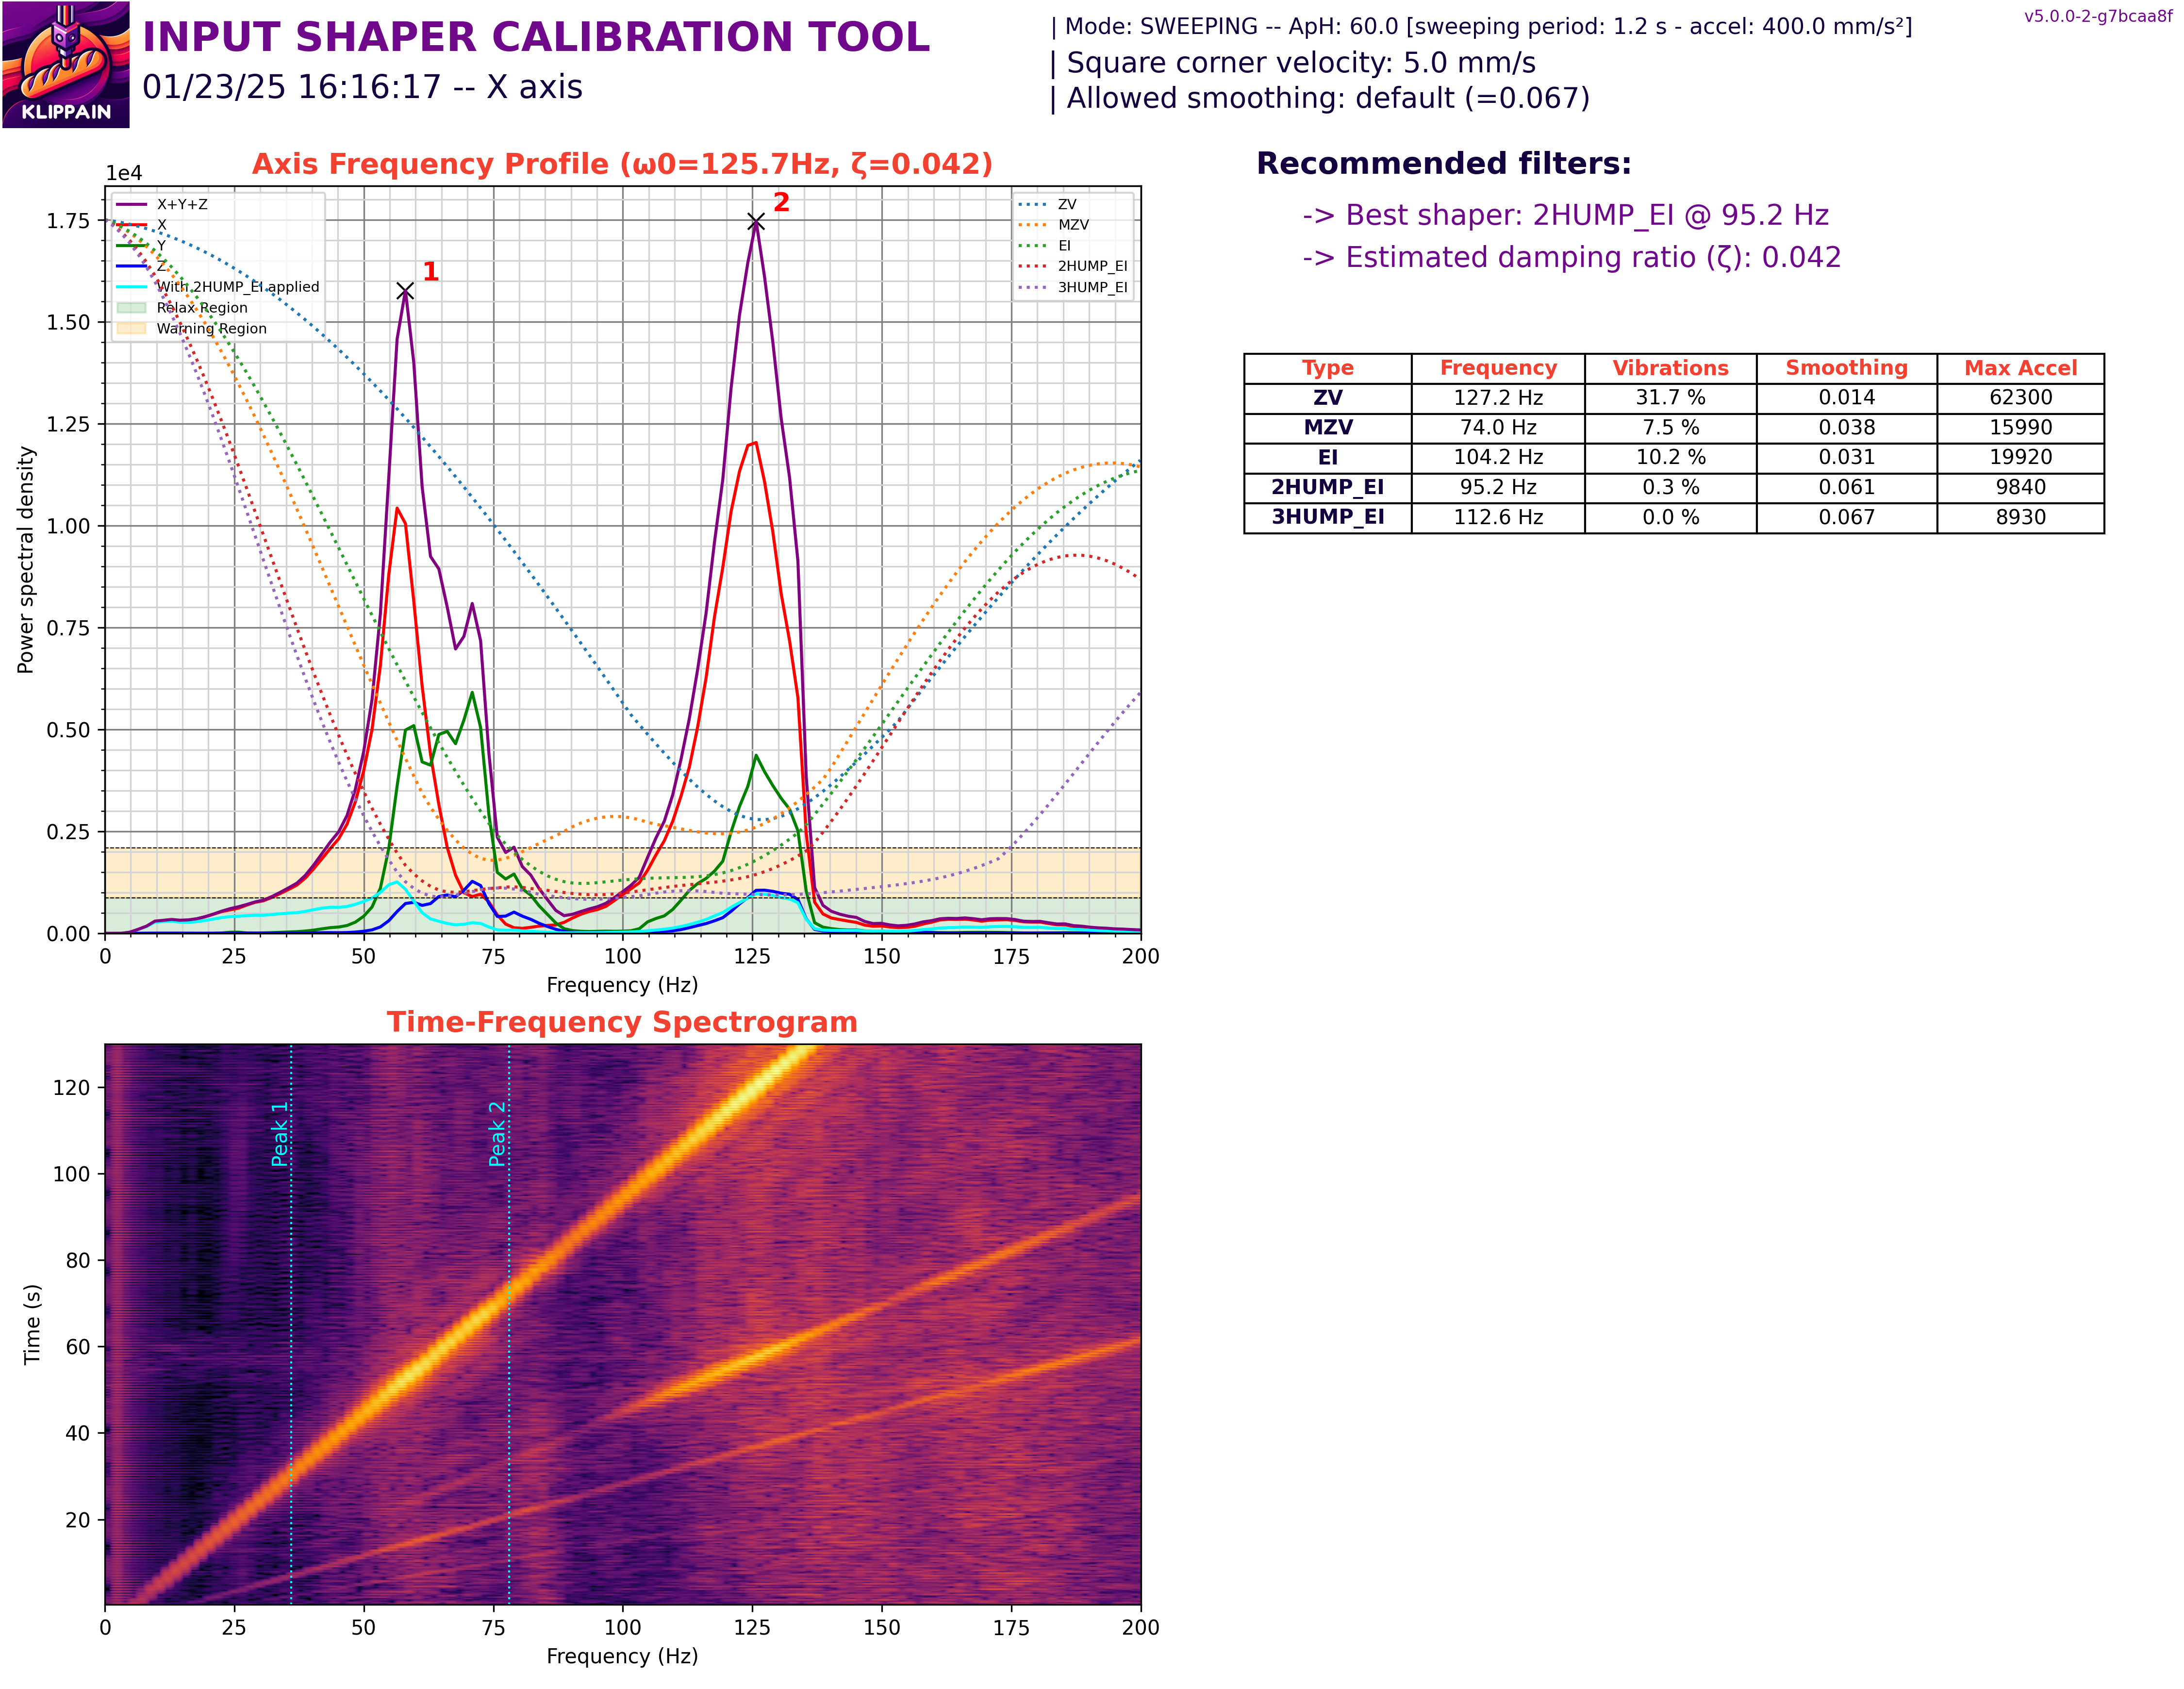 KLIPPAIN
INPUT SHAPER CALIBRATION TOOL
01/23/25 16:16:17 -- X axis
| Mode: SWEEPING -- ApH: 60.0 [sweeping period: 1.2 s - accel: 400.0 mm/s²]
| Square corner velocity: 5.0 mm/s
| Allowed smoothing: default (=0.067)
v5.0.0-2-g7bcaa8f
Axis Frequency Profile (ω0=125.7Hz, ζ=0.042)
1e4
1.75
1.50
1.25
1.00
0.75
0.50
0.25
0.00
Power spectral density
X+Y+Z
X
Y
Z
With 2HUMP_EI applied
Relax Region
Warning Region
1
2
ZV
MZV
EI
2HUMP_EI
3HUMP_EI
0 25 50 75 100 125 150 175 200
Frequency (Hz)
Recommended filters:
-> Best shaper: 2HUMP_EI @ 95.2 Hz
-> Estimated damping ratio (ζ): 0.042
Type Frequency Vibrations Smoothing Max Accel
ZV 127.2 Hz 31.7 % 0.014 62300
MZV 74.0 Hz 7.5 % 0.038 15990
EI 104.2 Hz 10.2 % 0.031 19920
2HUMP_EI 95.2 Hz 0.3 % 0.061 9840
3HUMP_EI 112.6 Hz 0.0 % 0.067 8930
Time-Frequency Spectrogram
120
100
80
60
40
20
Time (s)
Peak 1
Peak 2
0 25 50 75 100 125 150 175 200
Frequency (Hz)